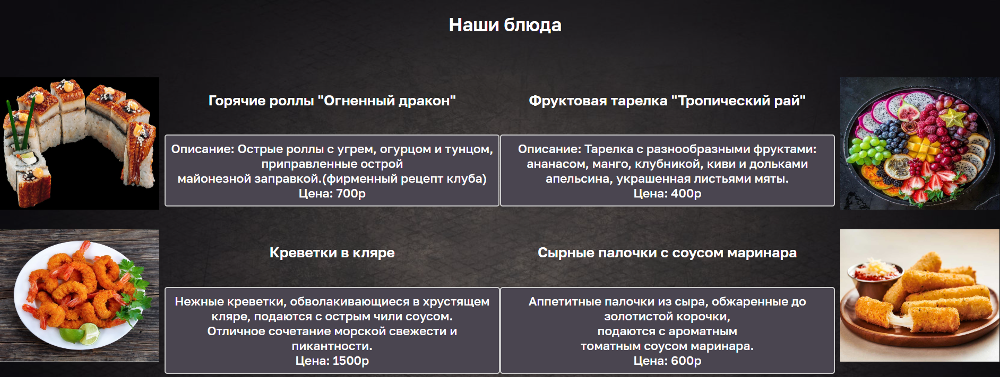 Наши блюда
Горячие роллы "Огненный дракон"
Описание: Острые роллы с угрем, огурцом и тунцом,
приправленные острой
майонезной заправкой.(фирменный рецепт клуба)
Цена: 700р
Фруктовая тарелка "Тропический рай"
Описание: Тарелка с разнообразными фруктами:
ананасом, манго, клубникой, киви и дольками
апельсина, украшенная листьями мяты.
Цена: 400р
Креветки в кляре
Нежные креветки, обволакивающиеся в хрустящем
кляре, подаются с острым чили соусом.
Отличное сочетание морской свежести и
пикантности.
Цена: 1500р
Сырные палочки с соусом маринара
Аппетитные палочки из сыра, обжаренные до
золотистой корочки,
подаются с ароматным
томатным соусом маринара.
Цена: 600р